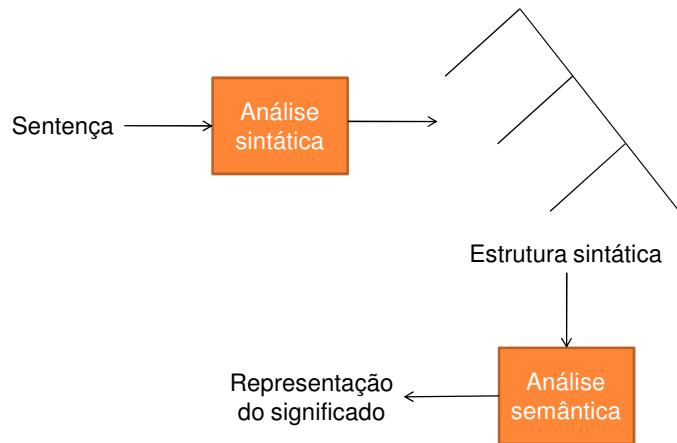 Sentença
Análise
sintática
Estrutura sintática
Análise
semântica
Representação
do significado